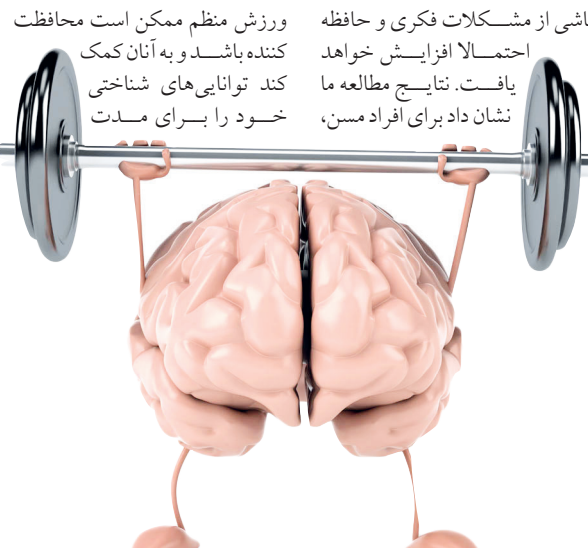 ناشی از مشکلات فکری و حافظه
احتمالا افزایش خواهد
یافت. نتایج مطالعه ما
نشان داد برای افراد مسن،
ورزش منظم ممکن است محافظت
کننده باشد و به آنان کمک
کند توانایی‌های شناختی
خود را برای مدت